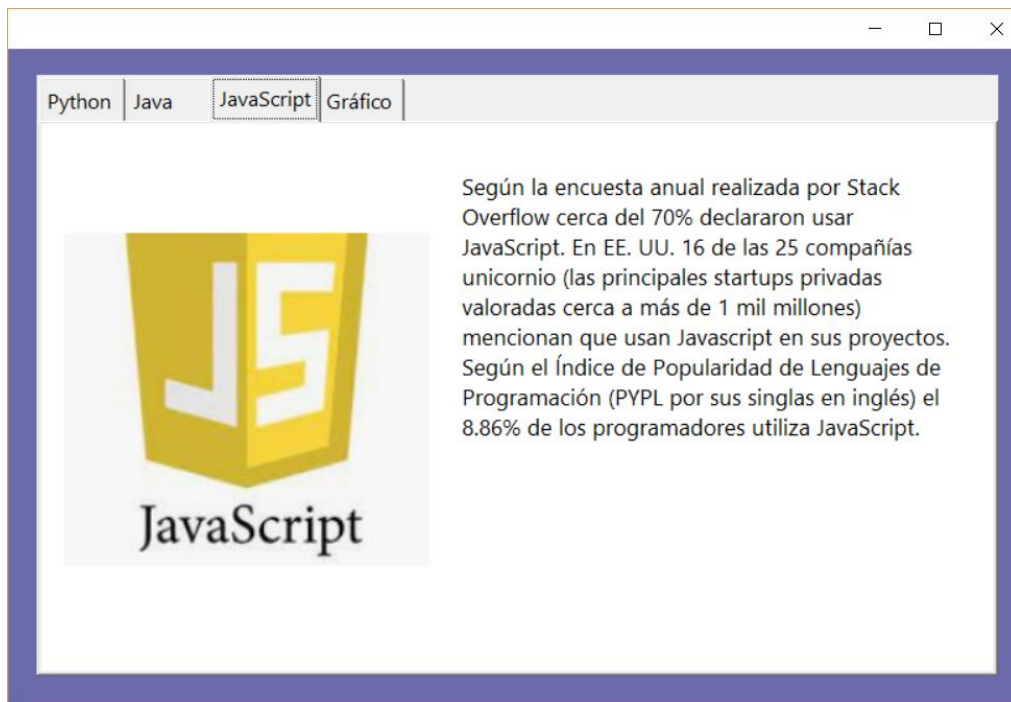 Python Java JavaScript Gráfico
Según la encuesta anual realizada por Stack
Overflow cerca del 70% declararon usar
JavaScript. En EE. UU. 16 de las 25 compañías
unicornio (las principales startups privadas
valoradas cerca a más de 1 mil millones)
mencionan que usan Javascript en sus proyectos.
Según el Índice de Popularidad de Lenguajes de
Programación (PYPL por sus singlas en inglés) el
8.86% de los programadores utiliza JavaScript.
JS
JavaScript